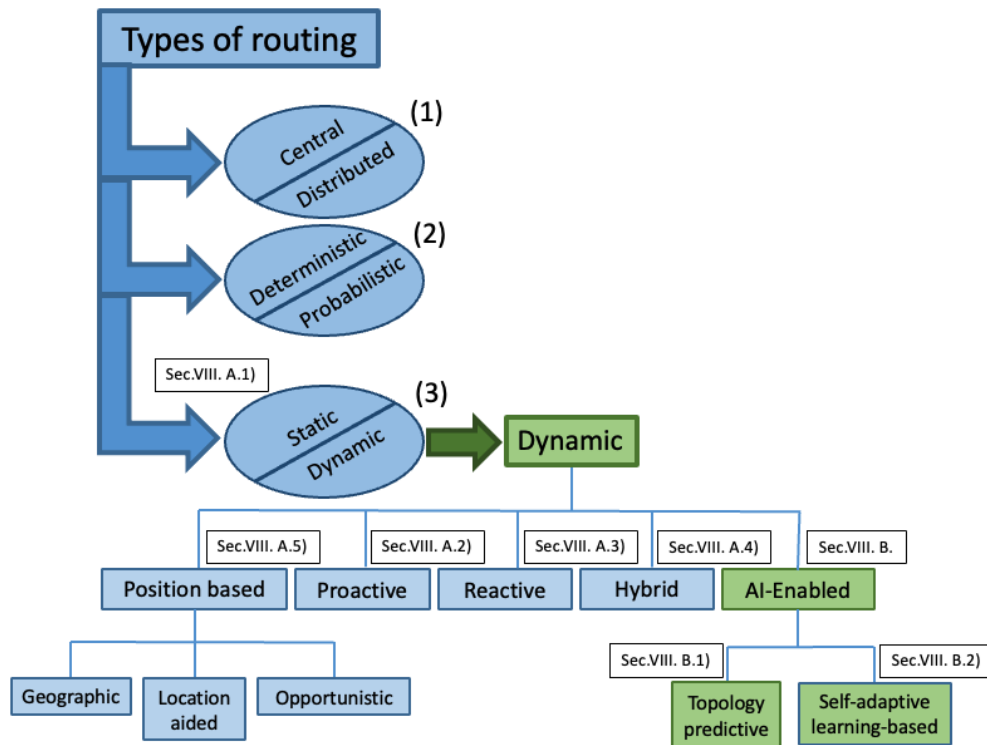 Types of routing
(1)
Central
Distributed
(2)
Deterministic
Probabilistic
Sec.VIII. A.1)
(3)
Static
Dynamic
Dynamic
Sec.VIII. A.5)
Sec.VIII. A.2)
Sec.VIII. A.3)
Sec.VIII. A.4)
Sec.VIII. B.
Position based
Proactive
Reactive
Hybrid
AI-Enabled
Sec.VIII. B.1)
Sec.VIII. B.2)
Geographic
Location
aided
Opportunistic
Topology
predictive
Self-adaptive
learning-based